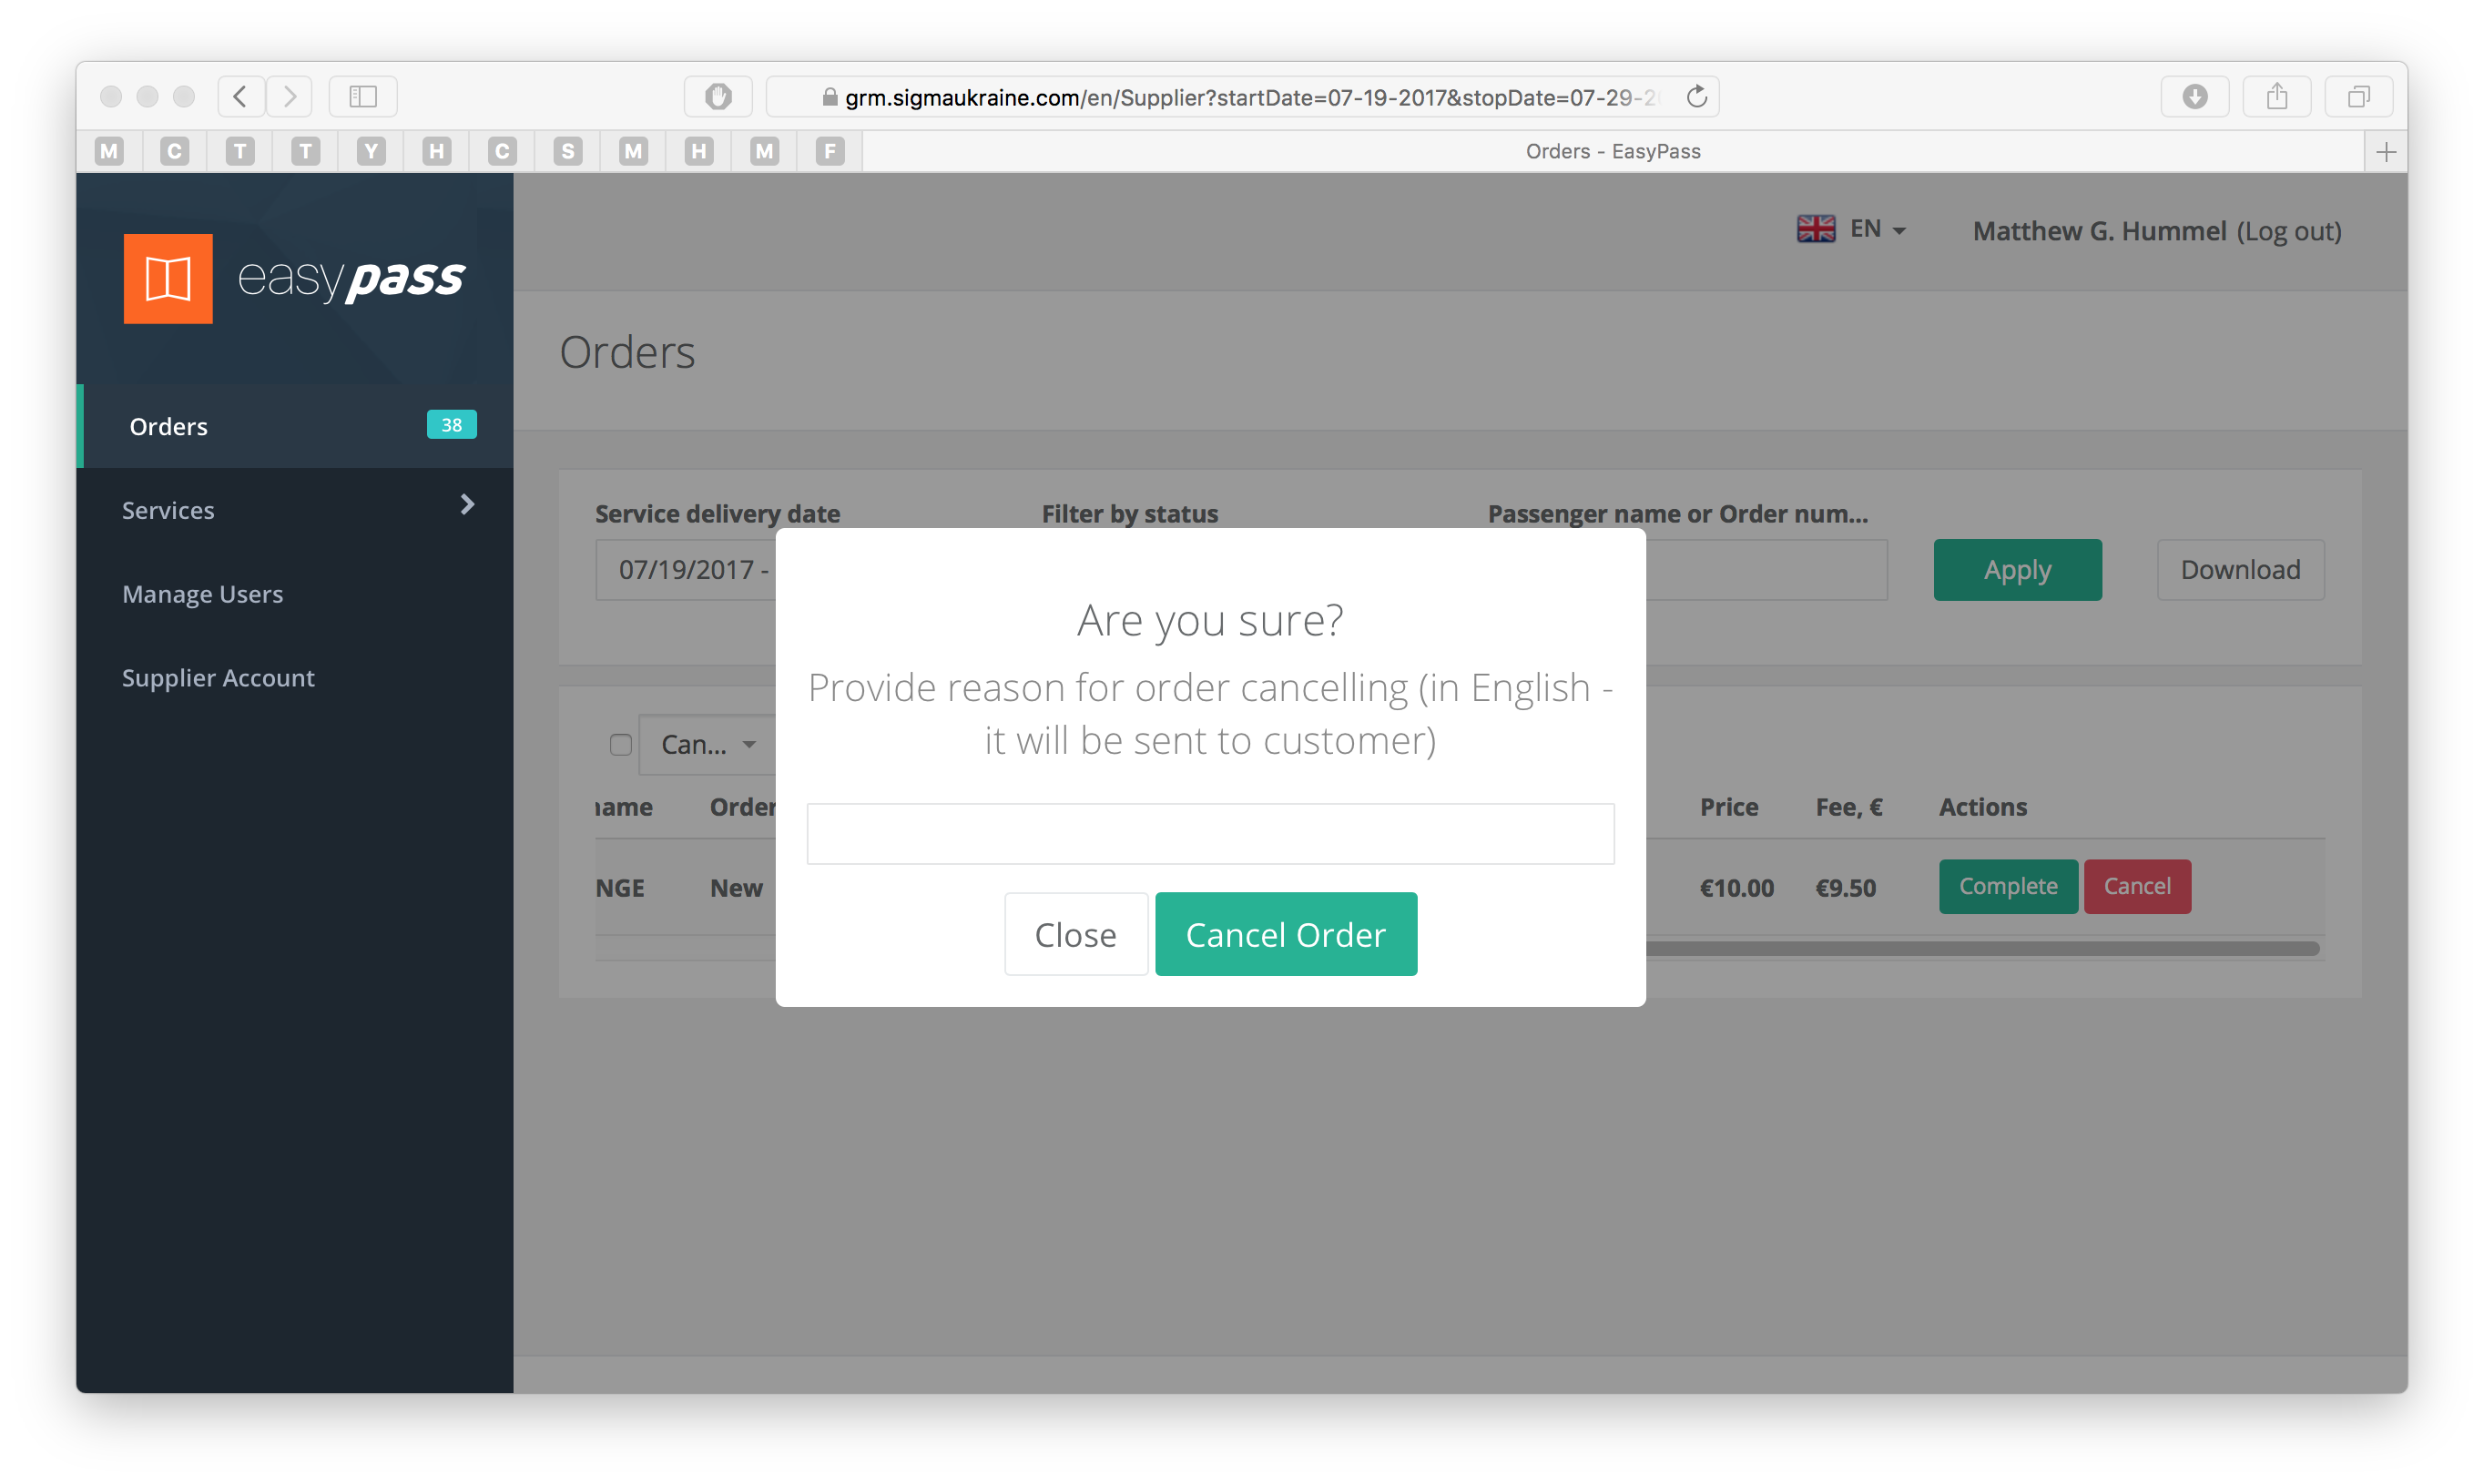 grm.sigmaukraine.com/en/Supplier?startDate=07-19-2017&stopDate=07-29-2
M C T T Y H C S M H M F
Orders - EasyPass
easypass
EN
Matthew G. Hummel (Log out)
Orders
Orders 38
Services
Manage Users
Supplier Account
Service delivery date
Filter by status
Passenger name or Order num...
07/19/2017 -
Apply
Download
Are you sure?
Provide reason for order cancelling (in English -
it will be sent to customer)
Close
Cancel Order
Can...
name Order Price Fee, € Actions
NGE New €10.00 €9.50 Complete Cancel